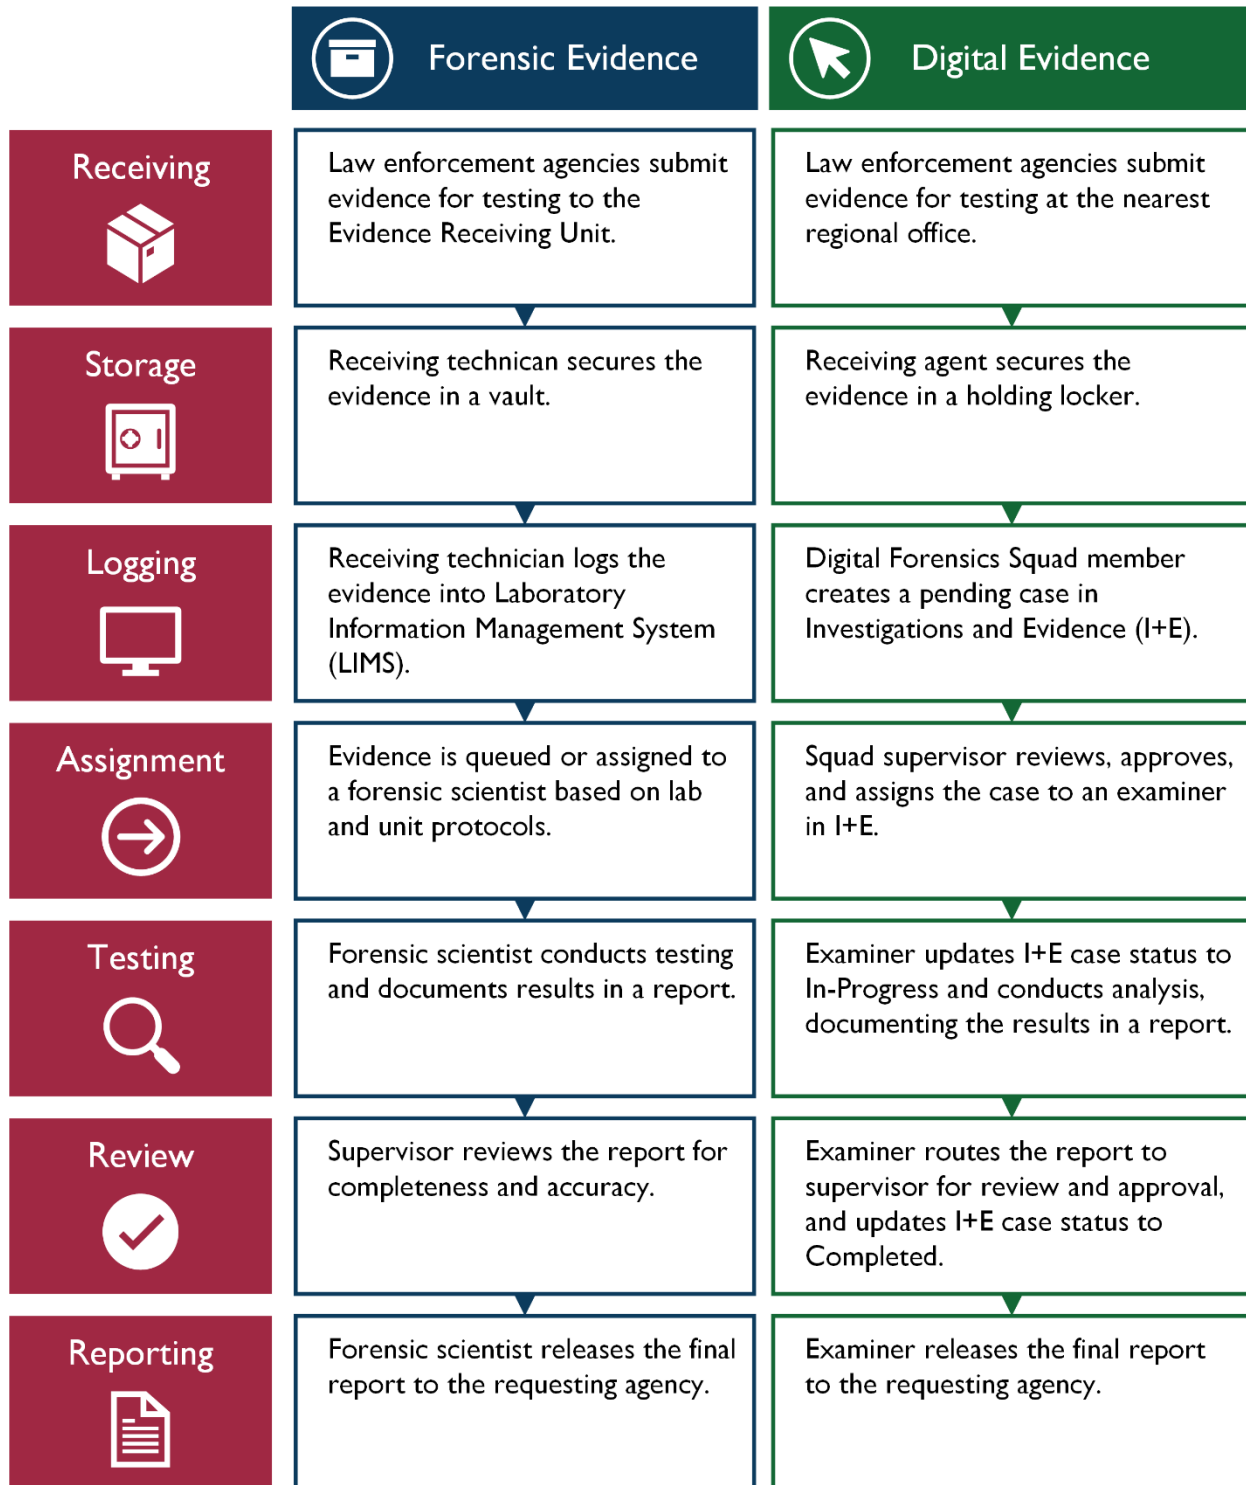 Forensic Evidence
Digital Evidence
Receiving
Law enforcement agencies submit
evidence for testing to the
Evidence Receiving Unit.
Law enforcement agencies submit
evidence for testing at the nearest
regional office.
Storage
Receiving technican secures the
evidence in a vault.
Receiving agent secures the
evidence in a holding locker.
Logging
Receiving technician logs the
evidence into Laboratory
Information Management System
(LIMS).
Digital Forensics Squad member
creates a pending case in
Investigations and Evidence (I+E).
Assignment
Evidence is queued or assigned to
a forensic scientist based on lab
and unit protocols.
Squad supervisor reviews, approves,
and assigns the case to an examiner
in I+E.
Testing
Forensic scientist conducts testing
and documents results in a report.
Examiner updates I+E case status to
In-Progress and conducts analysis,
documenting the results in a report.
Review
Supervisor reviews the report for
completeness and accuracy.
Examiner routes the report to
supervisor for review and approval,
and updates I+E case status to
Completed.
Reporting
Forensic scientist releases the final
report to the requesting agency.
Examiner releases the final report
to the requesting agency.